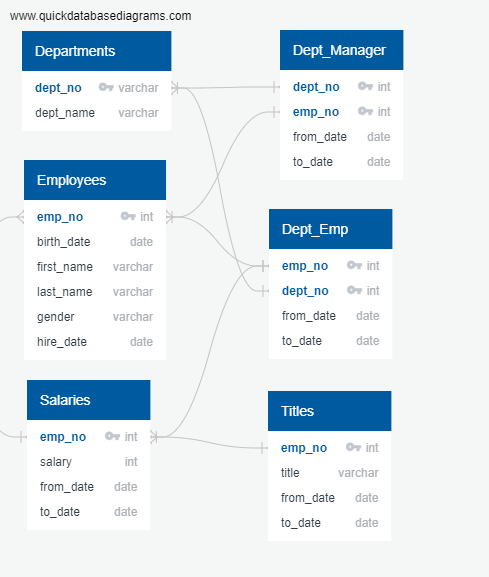 www.quickdatabasediagrams.com
Departments
dept_no varchar
dept_name varchar
Dept_Manager
dept_no int
emp_no int
from_date date
to_date date
Employees
emp_no int
birth_date date
first_name varchar
last_name varchar
gender varchar
hire_date date
Dept_Emp
emp_no int
dept_no int
from_date date
to_date date
Salaries
emp_no int
salary int
from_date date
to_date date
Titles
emp_no int
title varchar
from_date date
to_date date